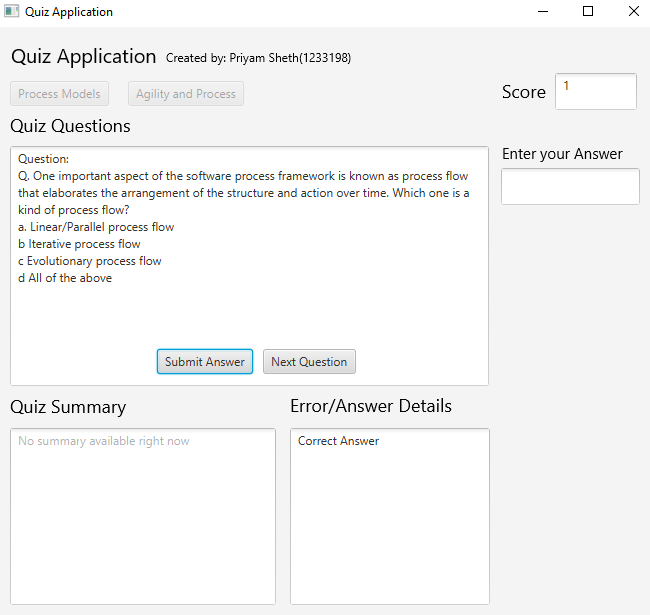 Quiz Application
Quiz Application Created by: Priyam Sheth(1233198)
Process Models Agility and Process
Score 1
Quiz Questions
Enter your Answer
Question:
Q. One important aspect of the software process framework is known as process flow
that elaborates the arrangement of the structure and action over time. Which one is a
kind of process flow?
a. Linear/Parallel process flow
b Iterative process flow
c Evolutionary process flow
d All of the above
Submit Answer Next Question
Quiz Summary
Error/Answer Details
No summary available right now
Correct Answer